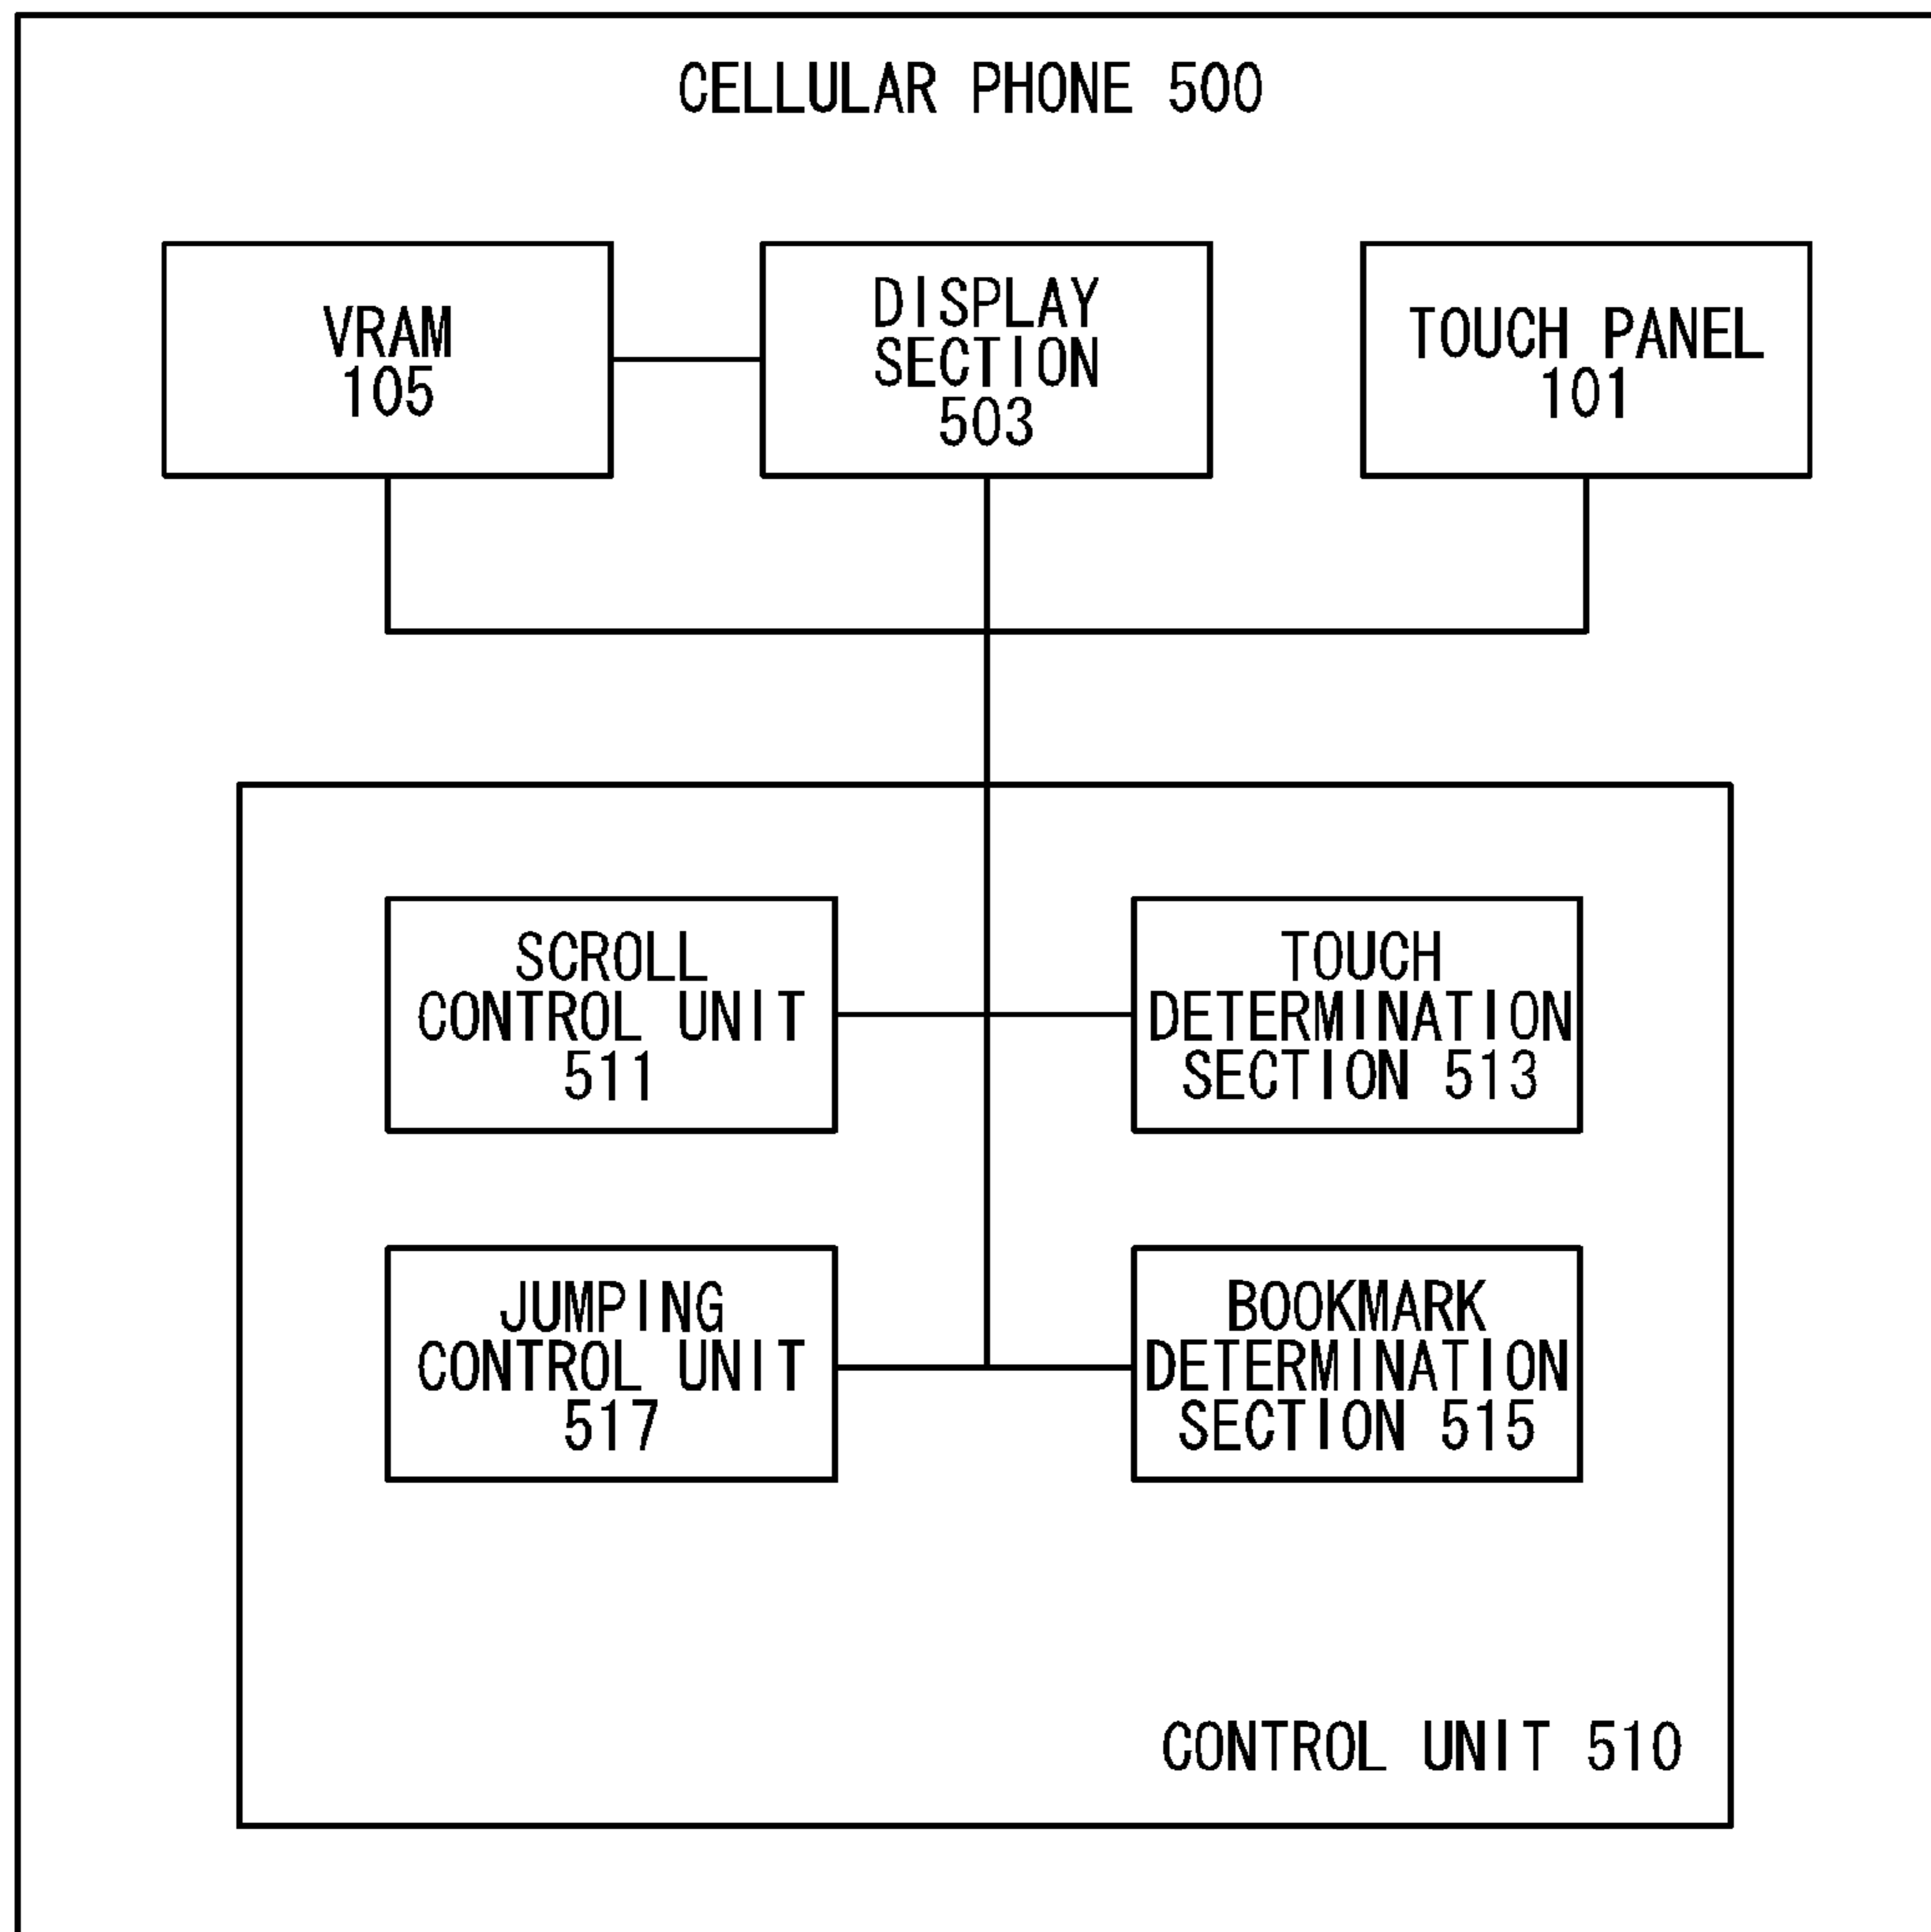 CELLULAR PHONE 500
VRAM
105
DISPLAY
SECTION
503
TOUCH PANEL
101
SCROLL
CONTROL UNIT
511
TOUCH
DETERMINATION
SECTION 513
JUMPING
CONTROL UNIT
517
BOOKMARK
DETERMINATION
SECTION 515
CONTROL UNIT 510